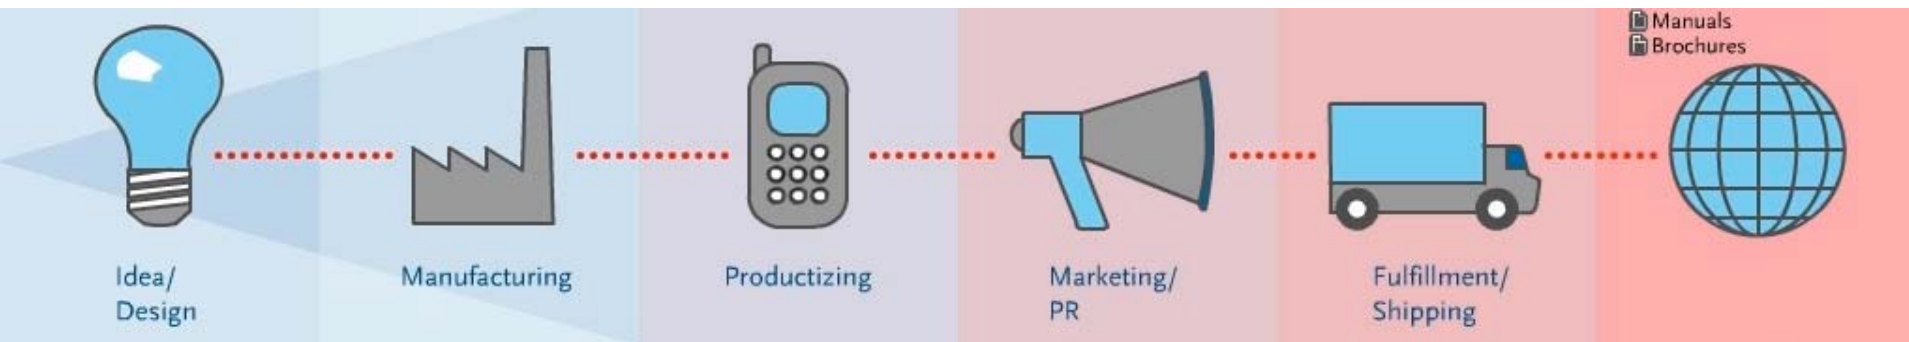 Manuals
Brochures
Idea/
Design
Manufacturing
Productizing
Marketing/
PR
Fulfillment/
Shipping